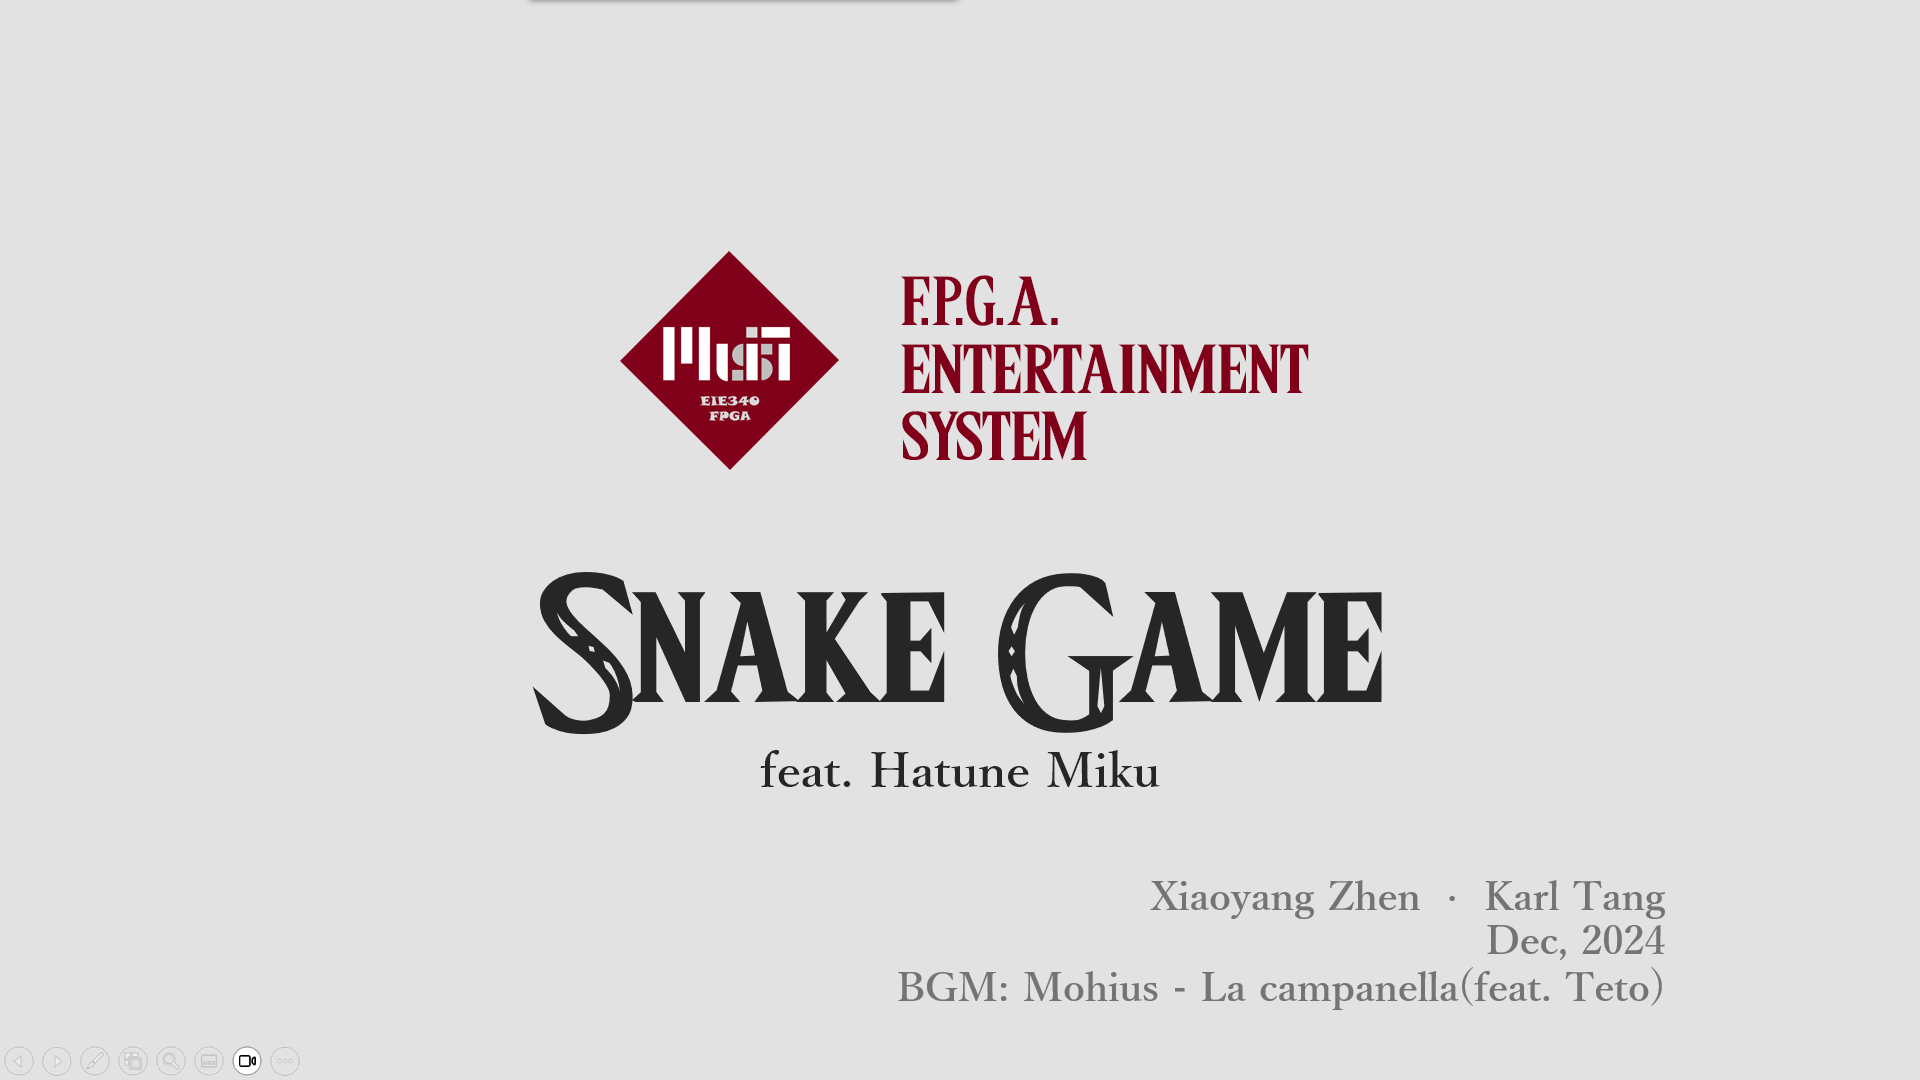 MUST
EIE340
FPGA
F.P.G.A.
ENTERTAINMENT
SYSTEM
SNAKE GAME
feat. Hatune Miku
Xiaoyang Zhen · Karl Tang
Dec, 2024
BGM: Mohius - La campanella(feat. Teto)